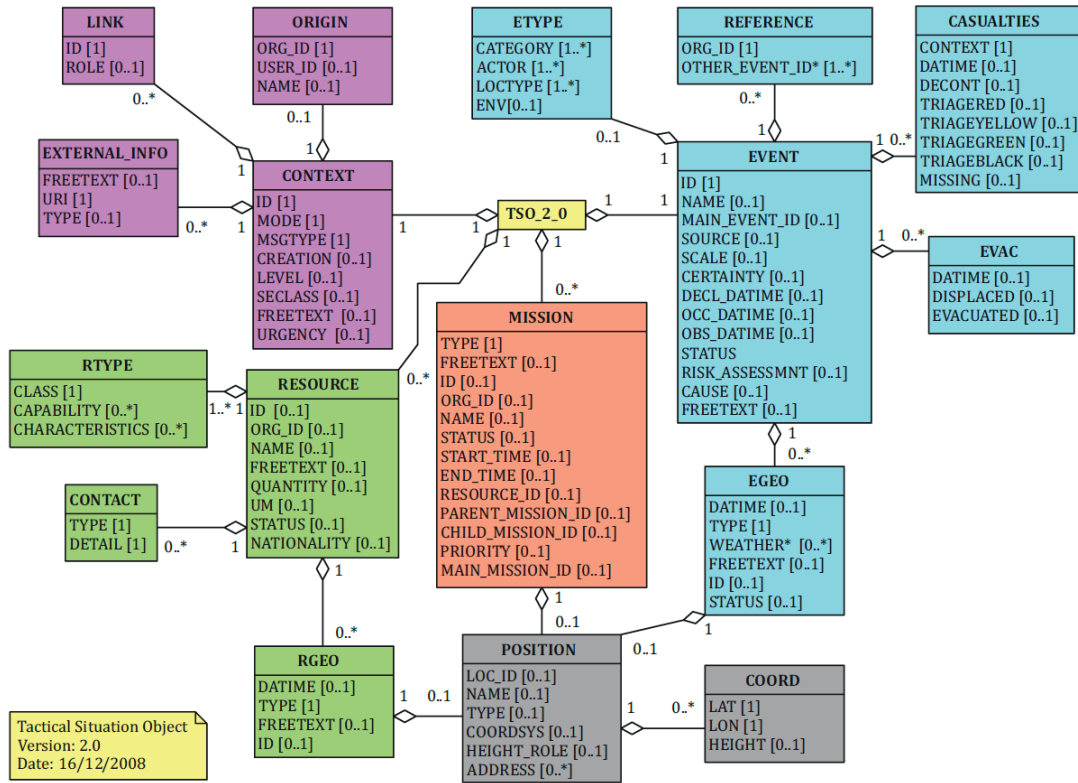 LINK
ID [1]
ROLE [0..1]
ORIGIN
ORG_ID [1]
USER_ID [0..1]
NAME [0..1]
ETYPE
CATEGORY [1..*]
ACTOR [1..*]
LOCTYPE [1..*]
ENV[0..1]
REFERENCE
ORG_ID [1]
OTHER_EVENT_ID* [1..*]
CASUALTIES
CONTEXT [1]
DATIME [0..1]
DECONT [0..1]
TRIAGERED [0..1]
TRIAGEYELLOW [0..1]
TRIAGEGREEN [0..1]
TRIAGEBLACK [0..1]
MISSING [0..1]
0..*
0..1
0..1
0..*
1 0..*
1
1
1
1
EXTERNAL_INFO
FREETEXT [0..1]
URI [1]
TYPE [0..1]
0..*
1
CONTEXT
ID [1]
MODE [1]
MSGTYPE [1]
CREATION [0..1]
LEVEL [0..1]
SECLASS [0..1]
FREETEXT [0..1]
URGENCY [0..1]
1
1
TSO_2_0
1
1
1
1
EVENT
ID [1]
NAME [0..1]
MAIN_EVENT_ID [0..1]
SOURCE [0..1]
SCALE [0..1]
CERTAINTY [0..1]
DECL_DATIME [0..1]
OCC_DATIME [0..1]
OBS_DATIME [0..1]
STATUS
RISK_ASSESSMNT [0..1]
CAUSE [0..1]
FREETEXT [0..1]
1
0..*
EVAC
DATIME [0..1]
DISPLACED [0..1]
EVACUATED [0..1]
0..*
0..*
MISSION
TYPE [1]
FREETEXT [0..1]
ID [0..1]
ORG_ID [0..1]
NAME [0..1]
STATUS [0..1]
START_TIME [0..1]
END_TIME [0..1]
RESOURCE_ID [0..1]
PARENT_MISSION_ID [0..1]
CHILD_MISSION_ID [0..1]
PRIORITY [0..1]
MAIN_MISSION_ID [0..1]
RTYPE
CLASS [1]
CAPABILITY [0..*]
CHARACTERISTICS [0..*]
1..*
1
RESOURCE
ID [0..1]
ORG_ID [0..1]
NAME [0..1]
FREETEXT [0..1]
QUANTITY [0..1]
UM [0..1]
STATUS [0..1]
NATIONALITY [0..1]
CONTACT
TYPE [1]
DETAIL [1]
0..*
1
1
0..*
1
0..*
EGEO
DATIME [0..1]
TYPE [1]
WEATHER* [0..*]
FREETEXT [0..1]
ID [0..1]
STATUS [0..1]
1
0..1
1
0..1
RGEO
DATIME [0..1]
TYPE [1]
FREETEXT [0..1]
ID [0..1]
1
0..1
POSITION
LOC_ID [0..1]
NAME [0..1]
TYPE [0..1]
COORDSYS [0..1]
HEIGHT_ROLE [0..1]
ADDRESS [0..*]
1
0..*
COORD
LAT [1]
LON [1]
HEIGHT [0..1]
Tactical Situation Object
Version: 2.0
Date: 16/12/2008